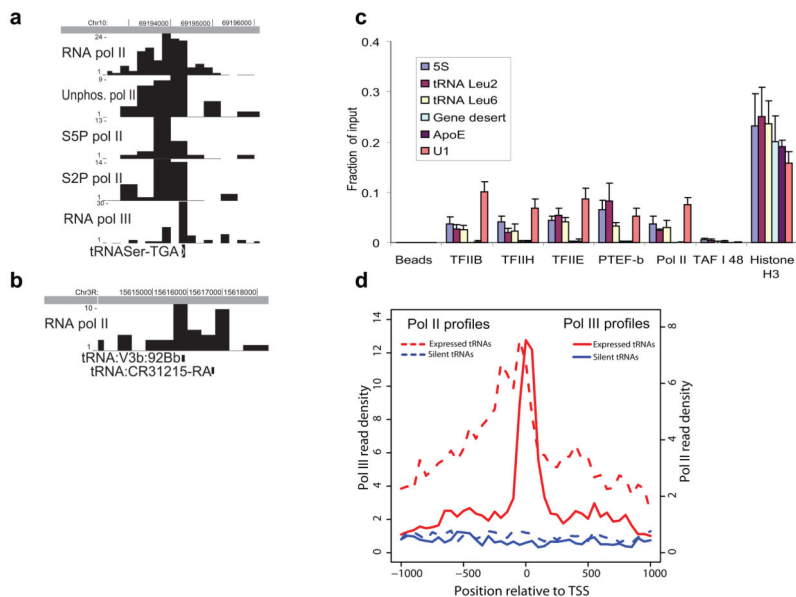 a
Chr10: 69194000 69195000 69196000
24
RNA pol II
1
9
Unphos. pol II
1
13
S5P pol II
1
14
S2P pol II
1
30
RNA pol III
1
tRNASer-TGA
b
Chr3R: 15615000 15616000 15617000 15618000
10
RNA pol II
1
tRNA:V3b:92Bb
tRNA:CR31215-RA
c
Fraction of input
0.4
0.3
0.2
0.1
0
5S
tRNA Leu2
tRNA Leu6
Gene desert
ApoE
U1
Beads TFIIB TFIIH TFIIE PTEF-b Pol II TAF I 48 Histone H3
d
Pol II profiles
Expressed tRNAs
Silent tRNAs
Pol III profiles
Expressed tRNAs
Silent tRNAs
Pol III read density
14
12
10
8
6
4
2
0
Pol II read density
8
6
4
2
0
−1000 −500 0 500 1000
Position relative to TSS